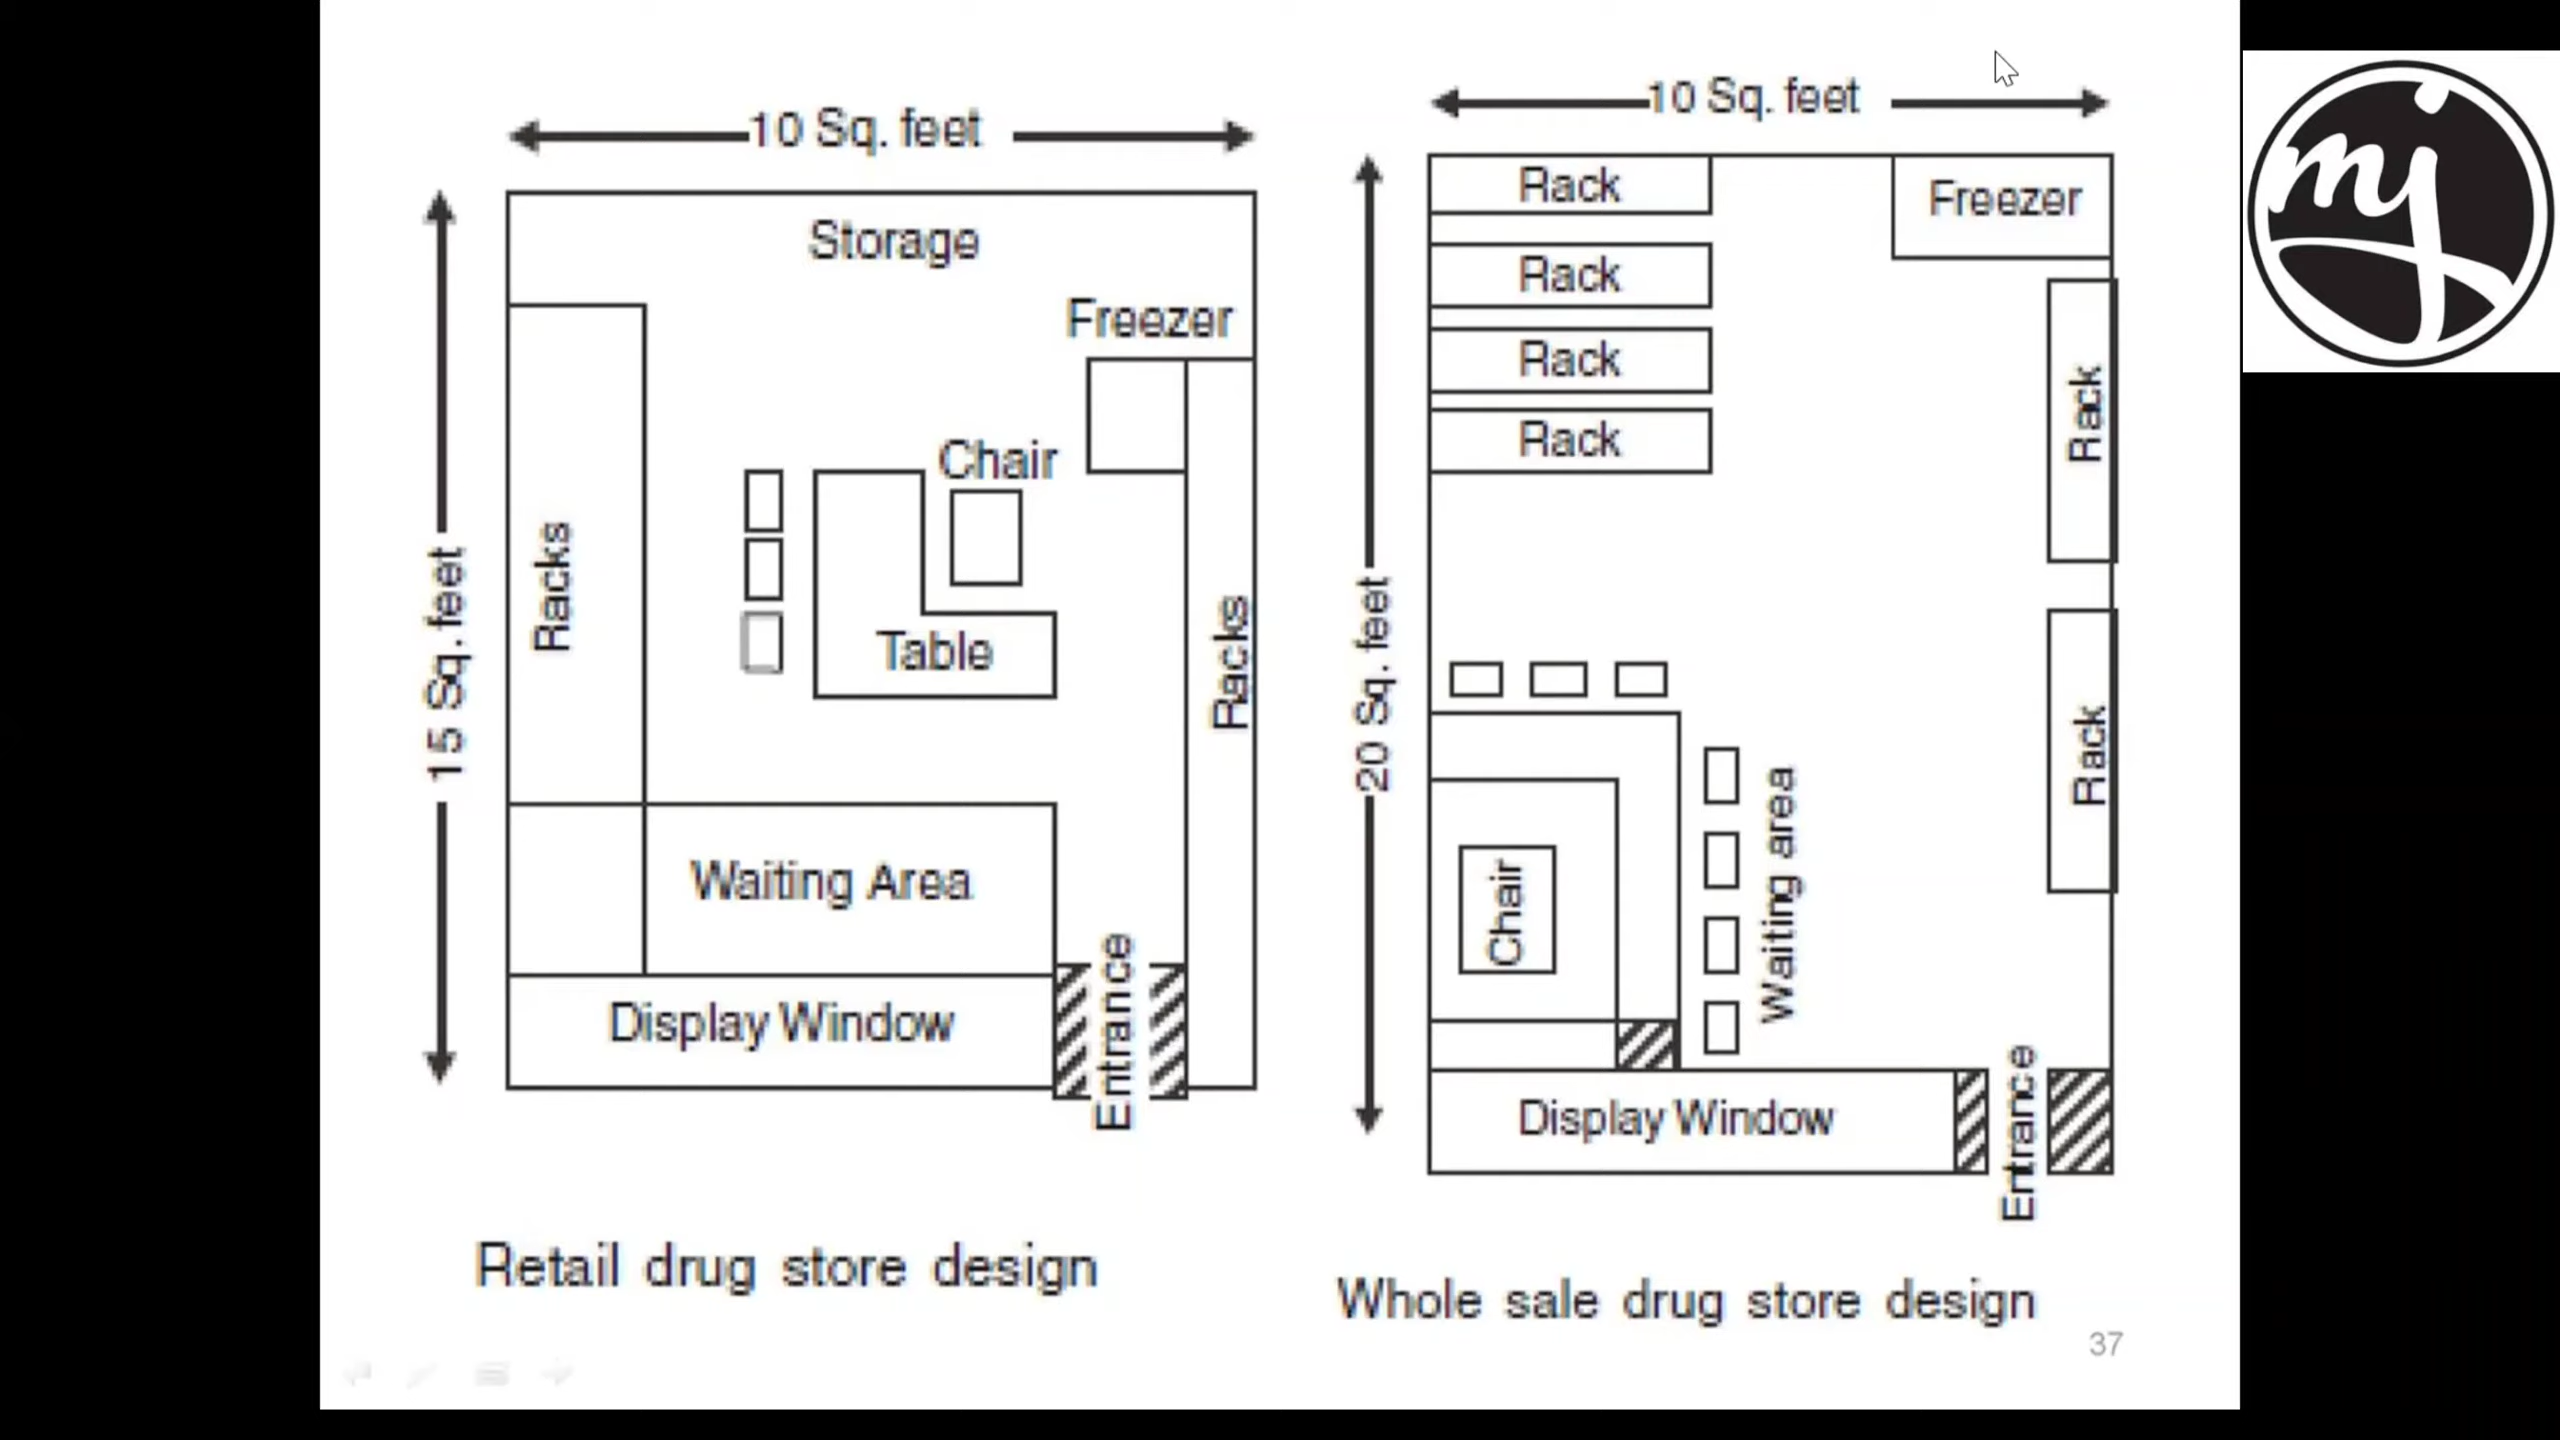 10 Sq. feet
Storage
Freezer
Chair
Racks
Table
Racks
15 Sq. feet
Waiting Area
Display Window
Entrance
Retail drug store design
10 Sq. feet
Rack
Freezer
Rack
Rack
Rack
Rack
20 Sq. feet
Rack
Chair
Waiting area
Display Window
Entrance
Whole sale drug store design
37
mj